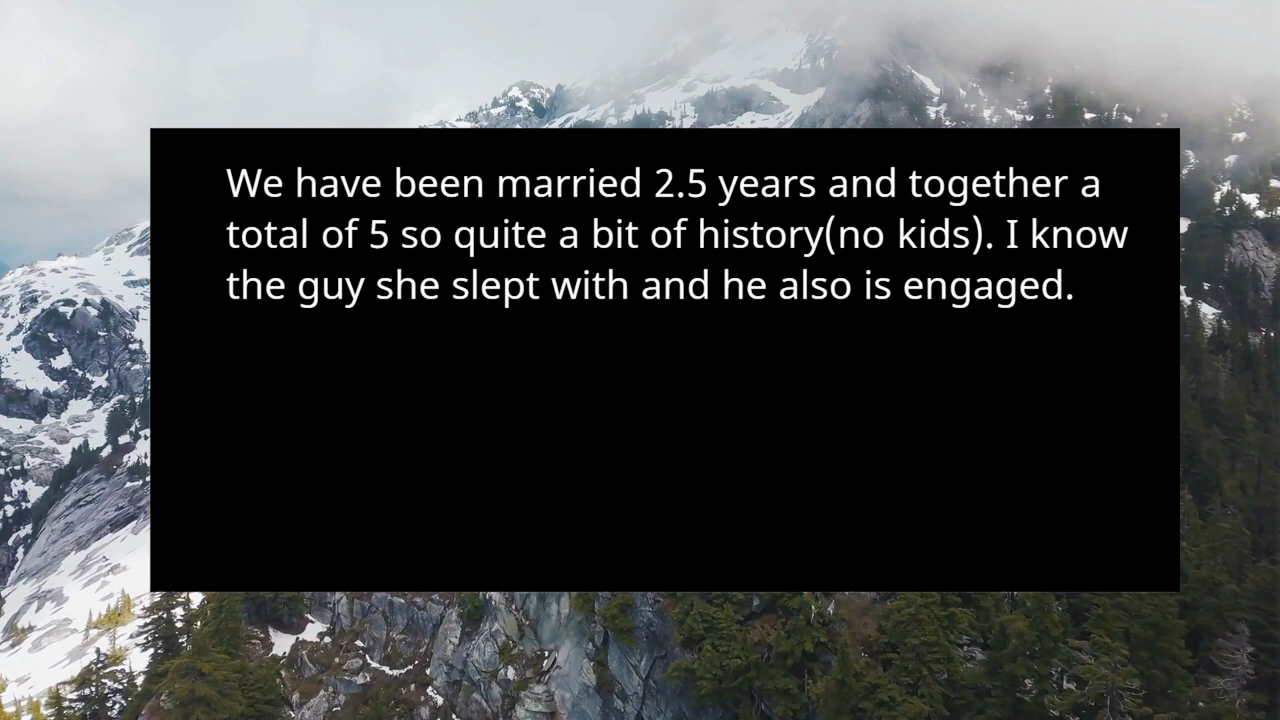 We have been married 2.5 years and together a
total of 5 so quite a bit of history(no kids). I know
the guy she slept with and he also is engaged.